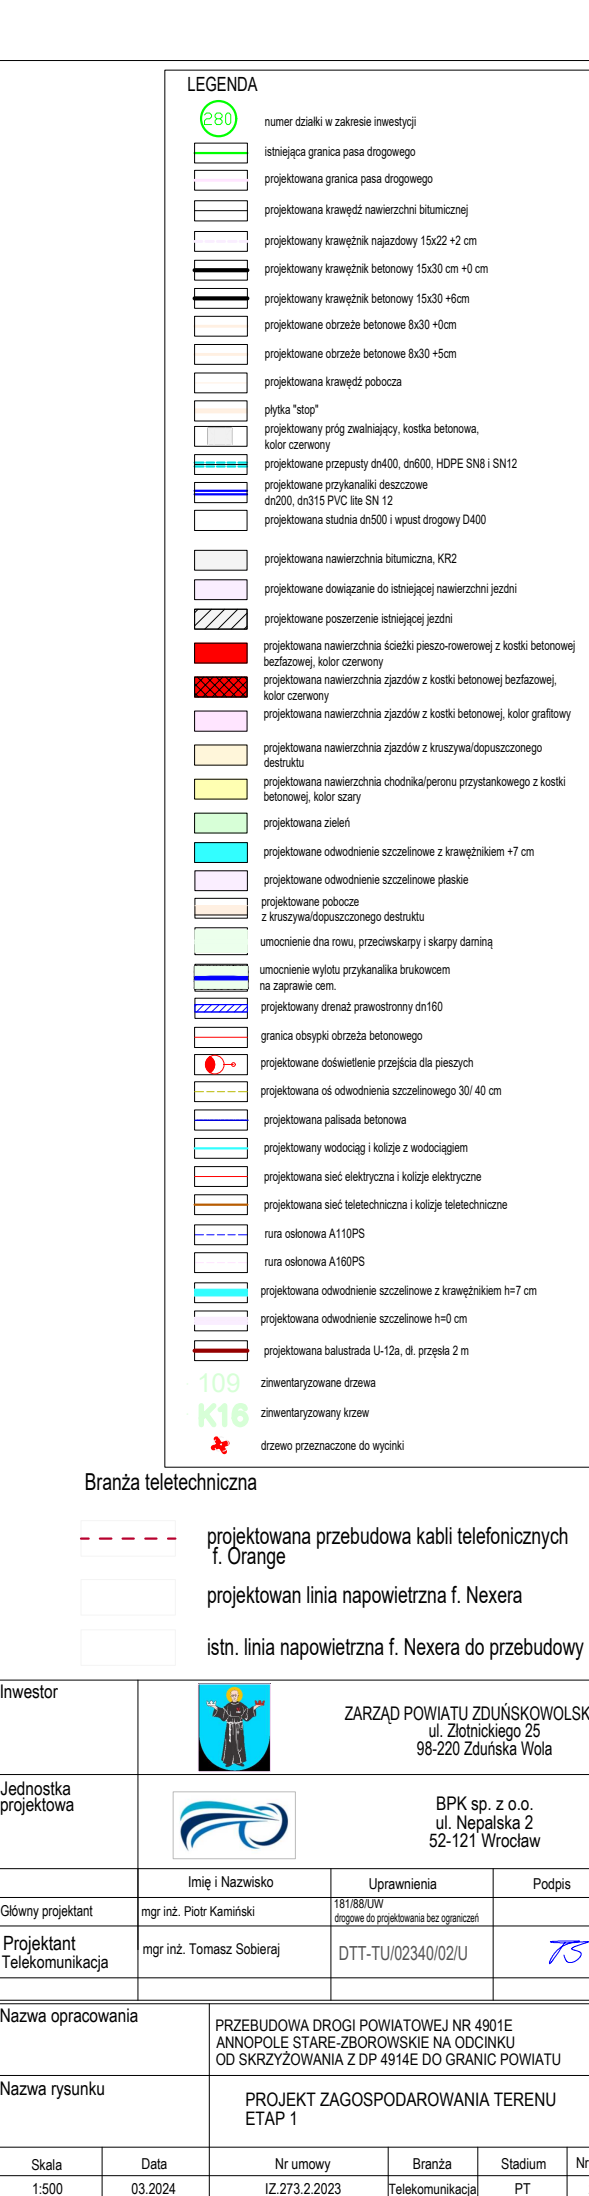 LEGENDA
280 numer działki w zakresie inwestycji
istniejąca granica pasa drogowego
projektowana granica pasa drogowego
projektowana krawędź nawierzchni bitumicznej
projektowany krawężnik najazdowy 15x22 +2 cm
projektowany krawężnik betonowy 15x30 cm +0 cm
projektowany krawężnik betonowy 15x30 +6cm
projektowane obrzeże betonowe 8x30 +0cm
projektowane obrzeże betonowe 8x30 +5cm
projektowana krawędź pobocza
płytka "stop"
projektowany próg zwalniający, kostka betonowa,
kolor czerwony
projektowane przepusty dn400, dn600, HDPE SN8 i SN12
projektowane przykanaliki deszczowe
dn200, dn315 PVC lite SN 12
projektowana studnia dn500 i wpust drogowy D400
projektowana nawierzchnia bitumiczna, KR2
projektowane dowiązanie do istniejącej nawierzchni jezdni
projektowane poszerzenie istniejącej jezdni
projektowana nawierzchnia ścieżki pieszo-rowerowej z kostki betonowej
bezfazowej, kolor czerwony
projektowana nawierzchnia zjazdów z kostki betonowej bezfazowej,
kolor czerwony
projektowana nawierzchnia zjazdów z kostki betonowej, kolor grafitowy
projektowana nawierzchnia zjazdów z kruszywa/dopuszczonego
destruktu
projektowana nawierzchnia chodnika/peronu przystankowego z kostki
betonowej, kolor szary
projektowana zieleń
projektowane odwodnienie szczelinowe z krawężnikiem +7 cm
projektowane odwodnienie szczelinowe płaskie
projektowane pobocze
z kruszywa/dopuszczonego destruktu
umocnienie dna rowu, przeciwskarpy i skarpy darniną
umocnienie wylotu przykanalika brukowcem
na zaprawie cem.
projektowany drenaż prawostronny dn160
granica obsypki obrzeża betonowego
projektowane doświetlenie przejścia dla pieszych
projektowana oś odwodnienia szczelinowego 30/ 40 cm
projektowana palisada betonowa
projektowany wodociąg i kolizje z wodociągiem
projektowana sieć elektryczna i kolizje elektryczne
projektowana sieć teletechniczna i kolizje teletechniczne
rura osłonowa A110PS
rura osłonowa A160PS
projektowana odwodnienie szczelinowe z krawężnikiem h=7 cm
projektowana odwodnienie szczelinowe h=0 cm
projektowana balustrada U-12a, dł. przęsła 2 m
109 zinwentaryzowane drzewa
K16 zinwentaryzowany krzew
drzewo przeznaczone do wycinki
Branża teletechniczna
projektowana przebudowa kabli telefonicznych
f. Orange
projektowan linia napowietrzna f. Nexera
istn. linia napowietrzna f. Nexera do przebudowy
Inwestor
ZARZĄD POWIATU ZDUŃSKOWOLSK
ul. Złotnickiego 25
98-220 Zduńska Wola
Jednostka
projektowa
BPK sp. z o.o.
ul. Nepalska 2
52-121 Wrocław
Imię i Nazwisko Uprawnienia Podpis
Główny projektant mgr inż. Piotr Kamiński 181/88/UW
drogowe do projektowania bez ograniczeń
Projektant
Telekomunikacja mgr inż. Tomasz Sobieraj DTT-TU/02340/02/U TS
Nazwa opracowania
PRZEBUDOWA DROGI POWIATOWEJ NR 4901E
ANNOPOLE STARE-ZBOROWSKIE NA ODCINKU
OD SKRZYŻOWANIA Z DP 4914E DO GRANIC POWIATU
Nazwa rysunku
PROJEKT ZAGOSPODAROWANIA TERENU
ETAP 1
Skala Data Nr umowy Branża Stadium Nr
1:500 03.2024 IZ.273.2.2023 Telekomunikacja PT